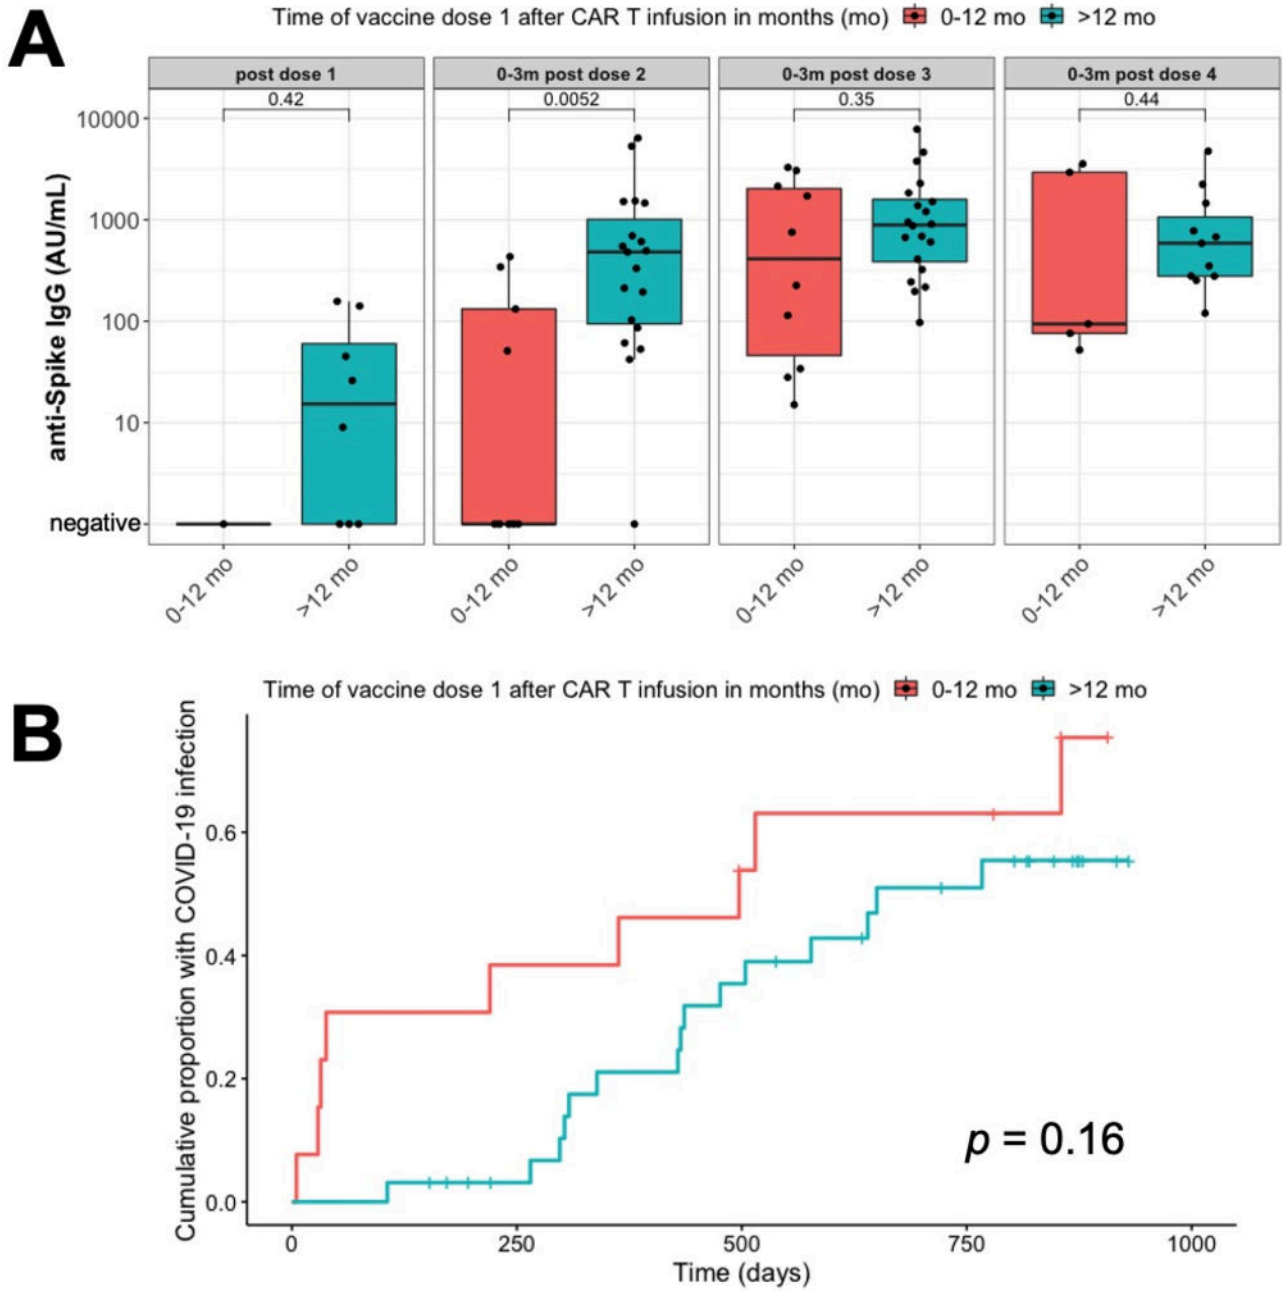 A
Time of vaccine dose 1 after CAR T infusion in months (mo) 0-12 mo >12 mo
post dose 1 0-3m post dose 2 0-3m post dose 3 0-3m post dose 4
0.42 0.0052 0.35 0.44
anti-Spike IgG (AU/mL)
10000
1000
100
10
negative
0-12 mo >12 mo 0-12 mo >12 mo 0-12 mo >12 mo 0-12 mo >12 mo
B
Time of vaccine dose 1 after CAR T infusion in months (mo) 0-12 mo >12 mo
Cumulative proportion with COVID-19 infection
0.6
0.4
0.2
0.0
p = 0.16
0 250 500 750 1000
Time (days)